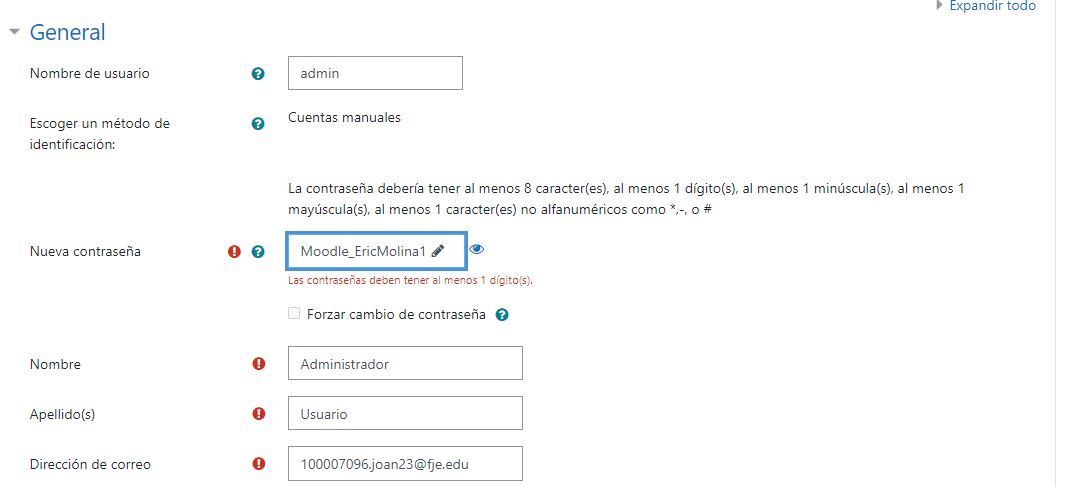 Expandir todo
General
Nombre de usuario
admin
Escoger un método de
identificación:
Cuentas manuales
La contraseña debería tener al menos 8 caracter(es), al menos 1 dígito(s), al menos 1 minúscula(s), al menos 1
mayúscula(s), al menos 1 caracter(es) no alfanuméricos como *,-, o #
Nueva contraseña
Moodle_EricMolina1
Las contraseñas deben tener al menos 1 dígito(s).
Forzar cambio de contraseña
Nombre
Administrador
Apellido(s)
Usuario
Dirección de correo
100007096.joan23@fje.edu